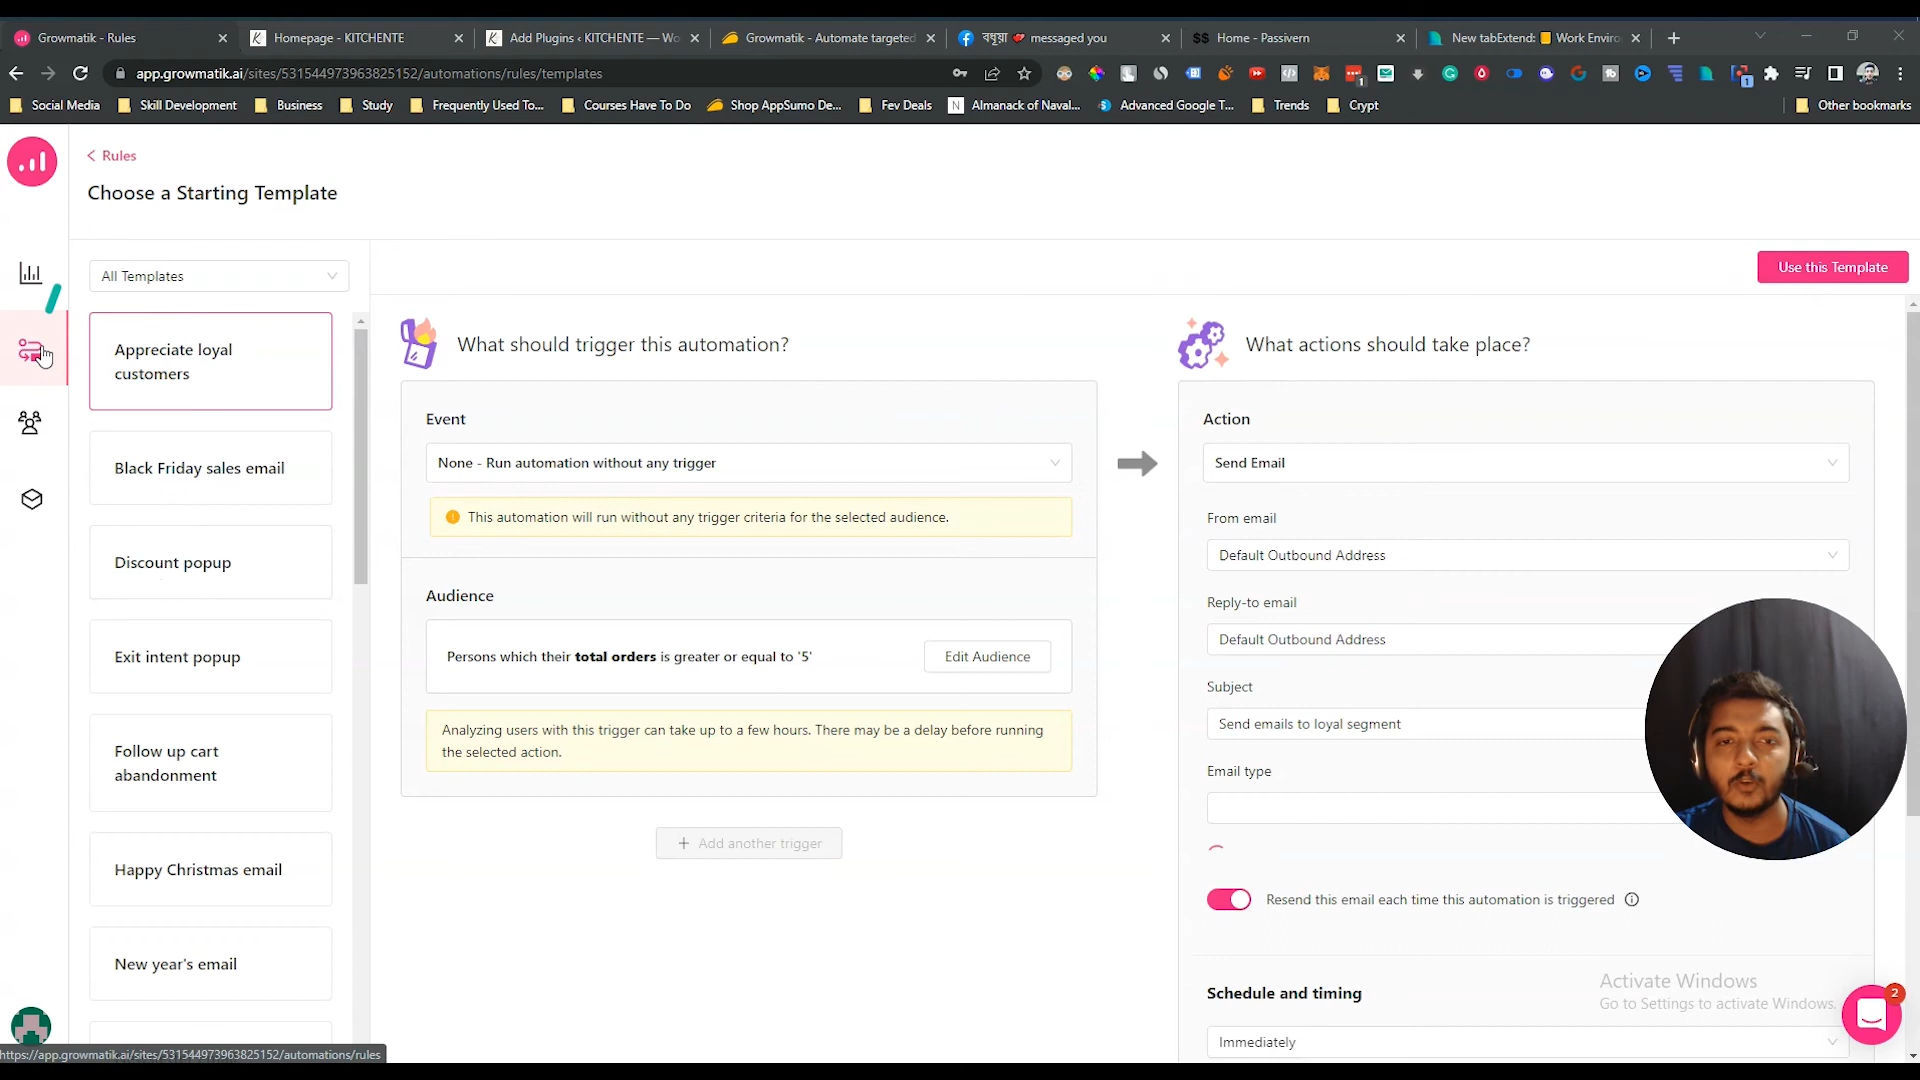 Growmatik - Rules
Homepage - KITCHENTE
Add Plugins ‹ KITCHENTE — Wo
Growmatik - Automate targeted
messaged you
$$ Home - Passivern
New tabExtend: Work Enviro
app.growmatik.ai/sites/531544973963825152/automations/rules/templates
Social Media
Skill Development
Business
Study
Frequently Used To...
Courses Have To Do
Shop AppSumo De...
Fev Deals
Almanack of Naval...
Advanced Google T...
Trends
Crypt
Other bookmarks
Rules
Choose a Starting Template
All Templates
Use this Template
Appreciate loyal
customers
Black Friday sales email
Discount popup
Exit intent popup
Follow up cart
abandonment
Happy Christmas email
New year's email
What should trigger this automation?
Event
None - Run automation without any trigger
This automation will run without any trigger criteria for the selected audience.
Audience
Persons which their total orders is greater or equal to '5'
Edit Audience
Analyzing users with this trigger can take up to a few hours. There may be a delay before running
the selected action.
+ Add another trigger
What actions should take place?
Action
Send Email
From email
Default Outbound Address
Reply-to email
Default Outbound Address
Subject
Send emails to loyal segment
Email type
Resend this email each time this automation is triggered
Schedule and timing
Immediately
Activate Windows
Go to Settings to activate Windows.
2
https://app.growmatik.ai/sites/531544973963825152/automations/rules